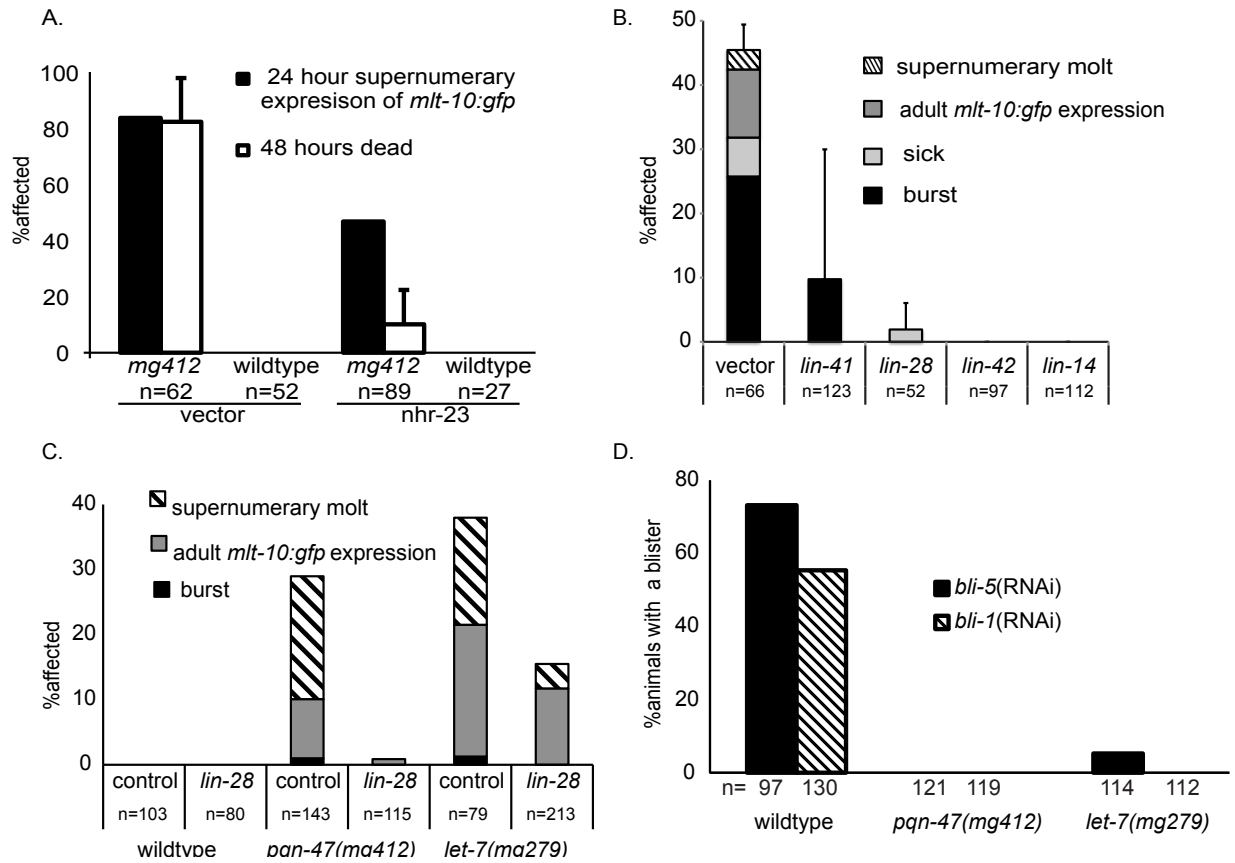 A.
100
80
60
40
20
0
%affected
24 hour supernumerary
expresison of mlt-10:gfp
48 hours dead
mg412 wildtype mg412 wildtype
n=62 n=52 n=89 n=27
vector nhr-23
B.
50
40
30
20
10
0
%affected
supernumerary molt
adult mlt-10:gfp expression
sick
burst
vector lin-41 lin-28 lin-42 lin-14
n=66 n=123 n=52 n=97 n=112
C.
40
30
20
10
0
%affected
supernumerary molt
adult mlt-10:gfp expression
burst
control lin-28 control lin-28 control lin-28
n=103 n=80 n=143 n=115 n=79 n=213
wildtype pqn-47(mg412) let-7(mg279)
D.
80
60
40
20
0
%animals with a blister
bli-5(RNAi)
bli-1(RNAi)
n= 97 130 121 119 114 112
wildtype pqn-47(mg412) let-7(mg279)